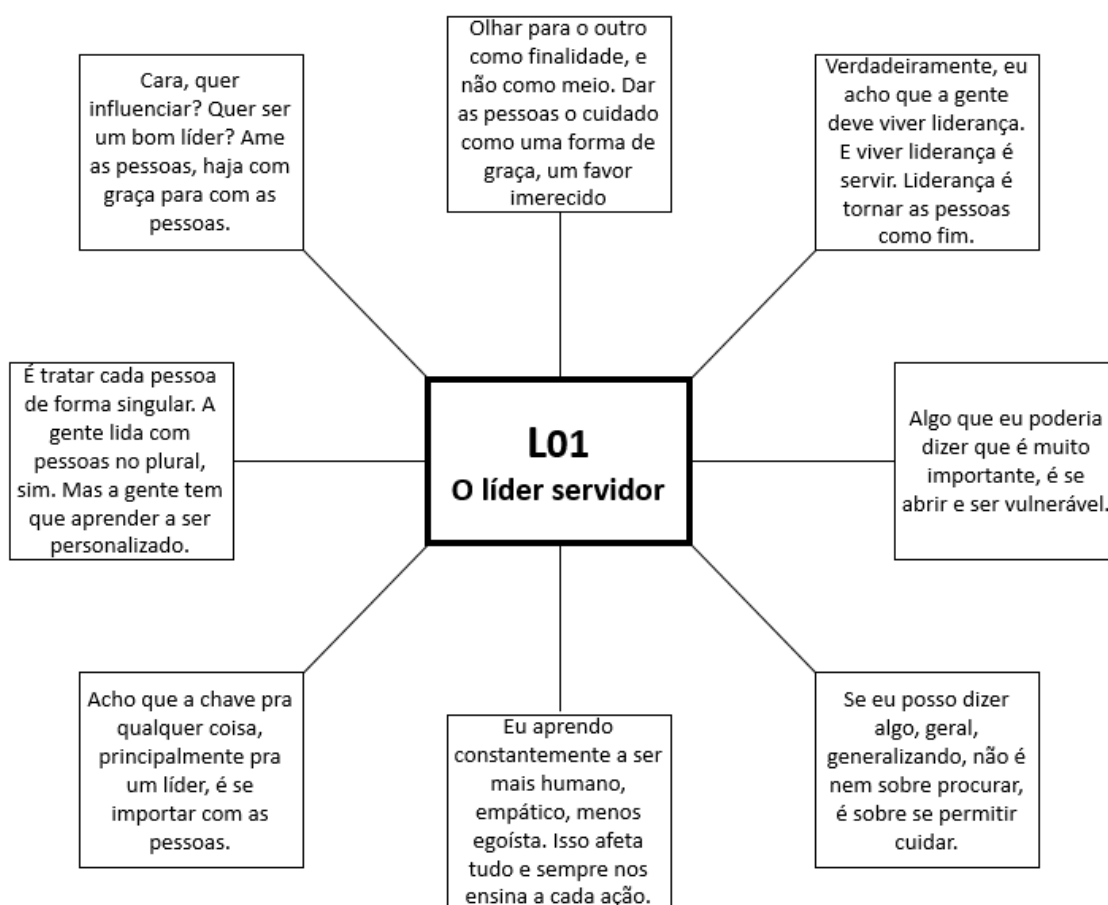 Cara, quer
influenciar? Quer ser
um bom líder? Ame
as pessoas, haja com
graça para com as
pessoas.
Olhar para o outro
como finalidade, e
não como meio. Dar
as pessoas o cuidado
como uma forma de
graça, um favor
imerecido
Verdadeiramente, eu
acho que a gente
deve viver liderança.
E viver liderança é
servir. Liderança é
tornar as pessoas
como fim.
É tratar cada pessoa
de forma singular. A
gente lida com
pessoas no plural,
sim. Mas a gente tem
que aprender a ser
personalizado.
L01
O líder servidor
Algo que eu poderia
dizer que é muito
importante, é se
abrir e ser vulnerável.
Acho que a chave pra
qualquer coisa,
principalmente pra
um líder, é se
importar com as
pessoas.
Eu aprendo
constantemente a ser
mais humano,
empático, menos
egoísta. Isso afeta
tudo e sempre nos
ensina a cada ação.
Se eu posso dizer
algo, geral,
generalizando, não é
nem sobre procurar,
é sobre se permitir
cuidar.